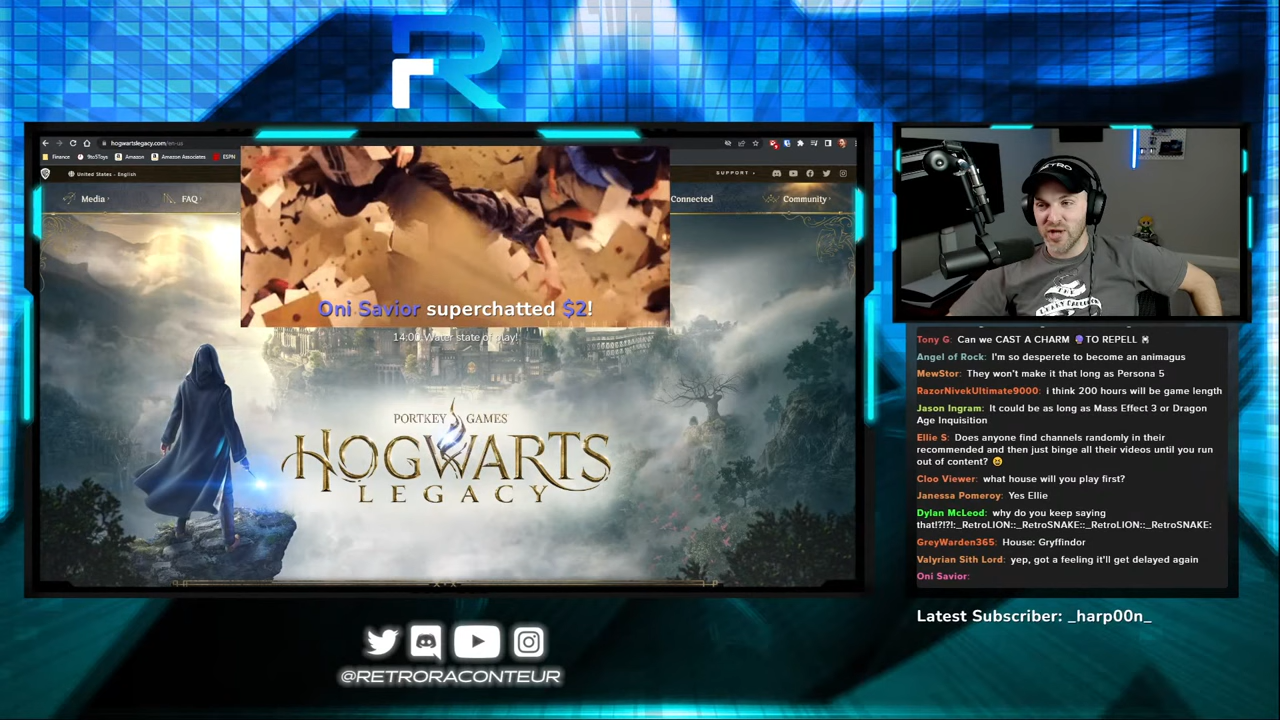 FR
hogwartslegacy.com/en-us
Finance
9to5Toys
Amazon
Amazon Associates
ESPN
United States - English
SUPPORT
Media
FAQ
Connected
Community
Oni Savior superchatted $2!
14:00 Water state of play!
PORTKEY GAMES
HOGWARTS
LEGACY
RETRO
Tony G: Can we CAST A CHARM 🔮TO REPELL
Angel of Rock: I'm so desperete to become an animagus
MewStor: They won't make it that long as Persona 5
RazorNivekUltimate9000: i think 200 hours will be game length
Jason Ingram: It could be as long as Mass Effect 3 or Dragon
Age Inquisition
Ellie S: Does anyone find channels randomly in their
recommended and then just binge all their videos until you run
out of content? 😆
Cloo Viewer: what house will you play first?
Janessa Pomeroy: Yes Ellie
Dylan McLeod: why do you keep saying
that!?!?!:_RetroLION::_RetroSNAKE::_RetroLION::_RetroSNAKE:
GreyWarden365: House: Gryffindor
Valyrian Sith Lord: yep, got a feeling it'll get delayed again
Oni Savior:
Latest Subscriber: _harp00n_
@RETRORACONTEUR